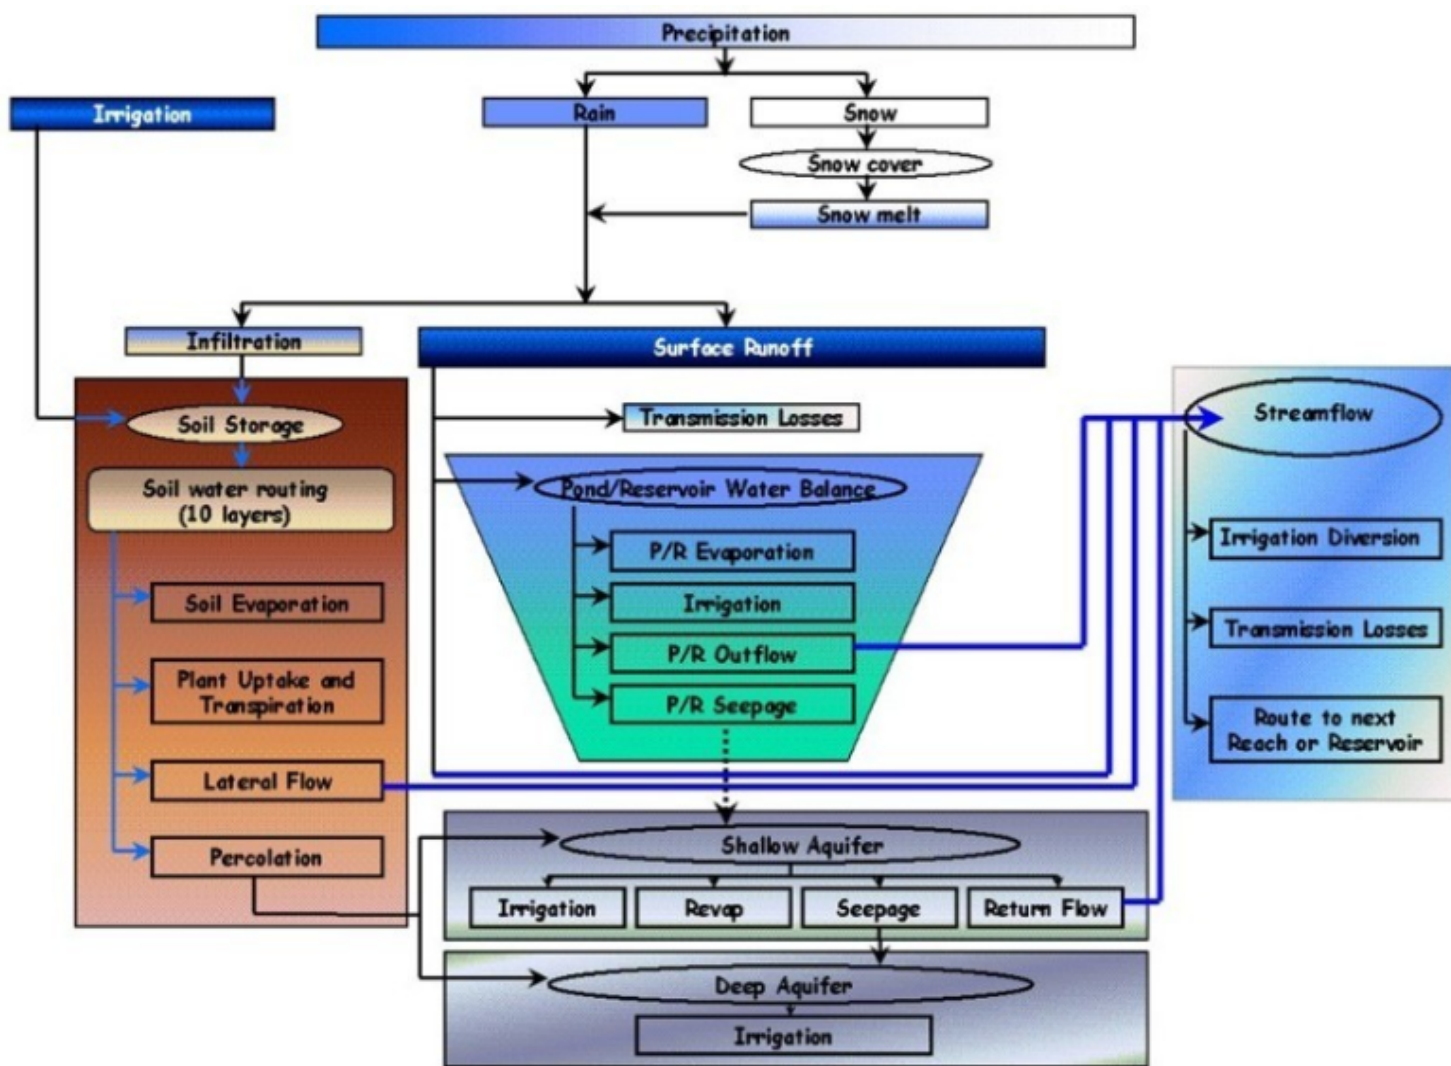 Precipitation
Irrigation
Rain
Snow
Snow cover
Snow melt
Infiltration
Surface Runoff
Soil Storage
Transmission Losses
Streamflow
Soil water routing
(10 layers)
Pond/Reservoir Water Balance
P/R Evaporation
Irrigation Diversion
Soil Evaporation
Irrigation
Transmission Losses
P/R Outflow
Plant Uptake and
Transpiration
P/R Seepage
Route to next
Reach or Reservoir
Lateral Flow
Percolation
Shallow Aquifer
Irrigation
Revap
Seepage
Return Flow
Deep Aquifer
Irrigation